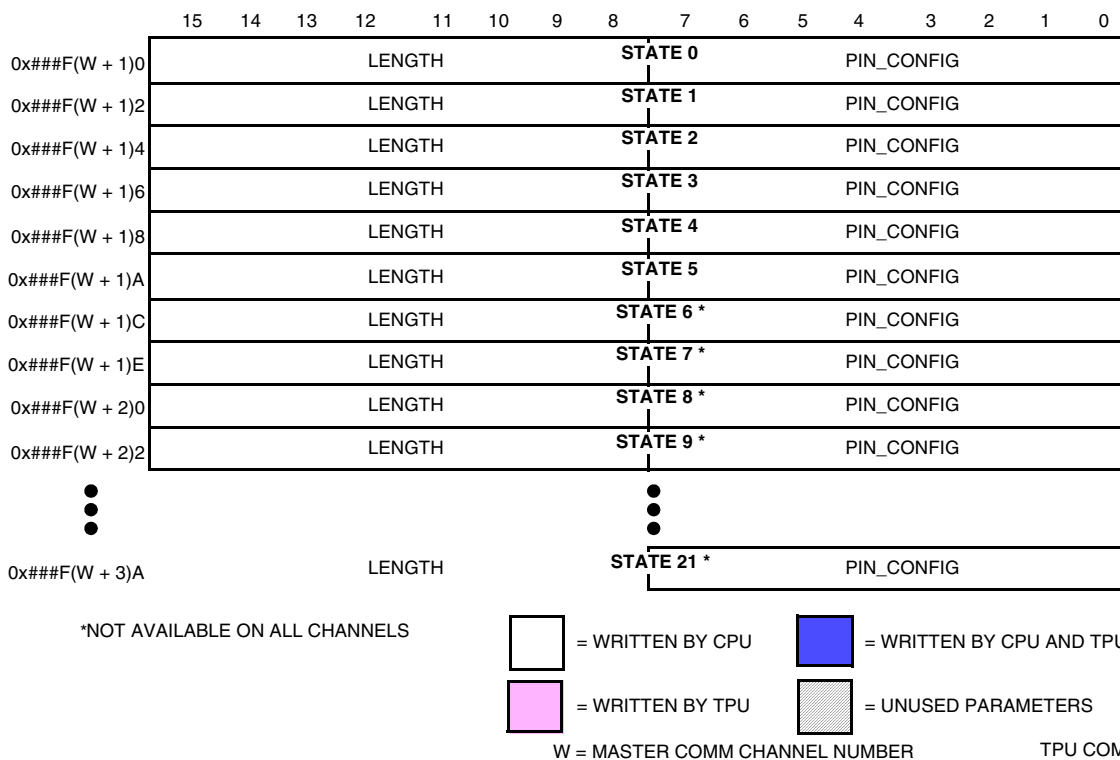 15 14 13 12 11 10 9 8 7 6 5 4 3 2 1 0
0x###F(W + 1)0 LENGTH STATE 0 PIN_CONFIG
0x###F(W + 1)2 LENGTH STATE 1 PIN_CONFIG
0x###F(W + 1)4 LENGTH STATE 2 PIN_CONFIG
0x###F(W + 1)6 LENGTH STATE 3 PIN_CONFIG
0x###F(W + 1)8 LENGTH STATE 4 PIN_CONFIG
0x###F(W + 1)A LENGTH STATE 5 PIN_CONFIG
0x###F(W + 1)C LENGTH STATE 6 * PIN_CONFIG
0x###F(W + 1)E LENGTH STATE 7 * PIN_CONFIG
0x###F(W + 2)0 LENGTH STATE 8 * PIN_CONFIG
0x###F(W + 2)2 LENGTH STATE 9 * PIN_CONFIG
0x###F(W + 3)A LENGTH STATE 21 * PIN_CONFIG
*NOT AVAILABLE ON ALL CHANNELS
= WRITTEN BY CPU = WRITTEN BY CPU AND TPU
= WRITTEN BY TPU = UNUSED PARAMETERS
W = MASTER COMM CHANNEL NUMBER TPU COM